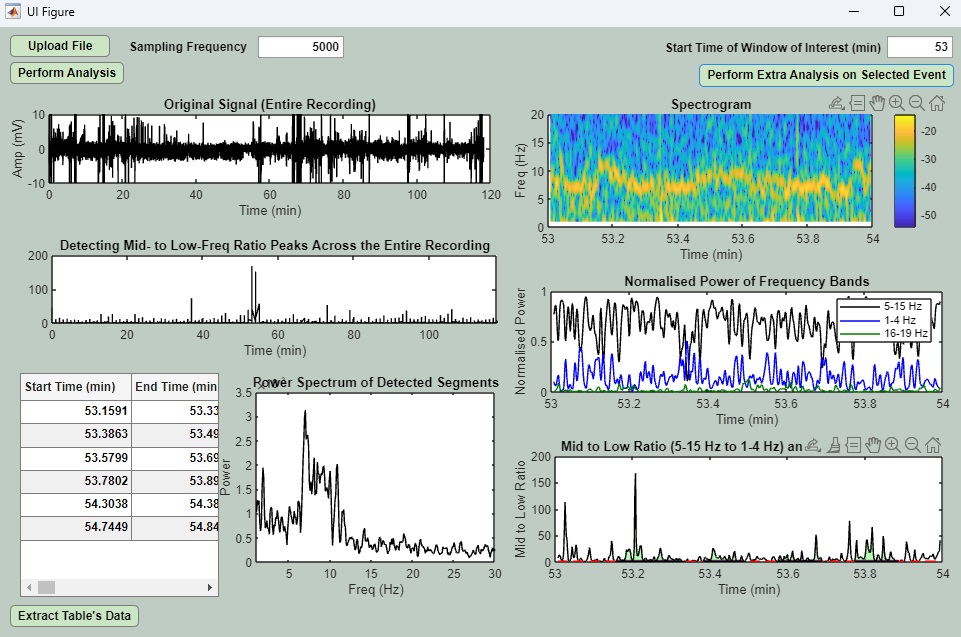 UI Figure
Upload File
Sampling Frequency
5000
Perform Analysis
Start Time of Window of Interest (min)
53
Perform Extra Analysis on Selected Event
Original Signal (Entire Recording)
Amp (mV)
10
0
-10
0 20 40 60 80 100 120
Time (min)
Spectrogram
Freq (Hz)
20
15
10
5
0
53 53.2 53.4 53.6 53.8 54
Time (min)
-20
-30
-40
-50
Detecting Mid- to Low-Freq Ratio Peaks Across the Entire Recording
200
100
0
0 20 40 60 80 100
Time (min)
Normalised Power of Frequency Bands
Normalised Power
1
0.5
0
5-15 Hz
1-4 Hz
16-19 Hz
53 53.2 53.4 53.6 53.8 54
Time (min)
Start Time (min) End Time (min
53.1591 53.33
53.3863 53.49
53.5799 53.69
53.7802 53.89
54.3038 54.38
54.7449 54.84
Power Spectrum of Detected Segments
Power
3.5
3
2.5
2
1.5
1
0.5
0
5 10 15 20 25 30
Freq (Hz)
Mid to Low Ratio (5-15 Hz to 1-4 Hz) an
Mid to Low Ratio
200
150
100
50
0
53 53.2 53.4 53.6 53.8 54
Time (min)
Extract Table's Data